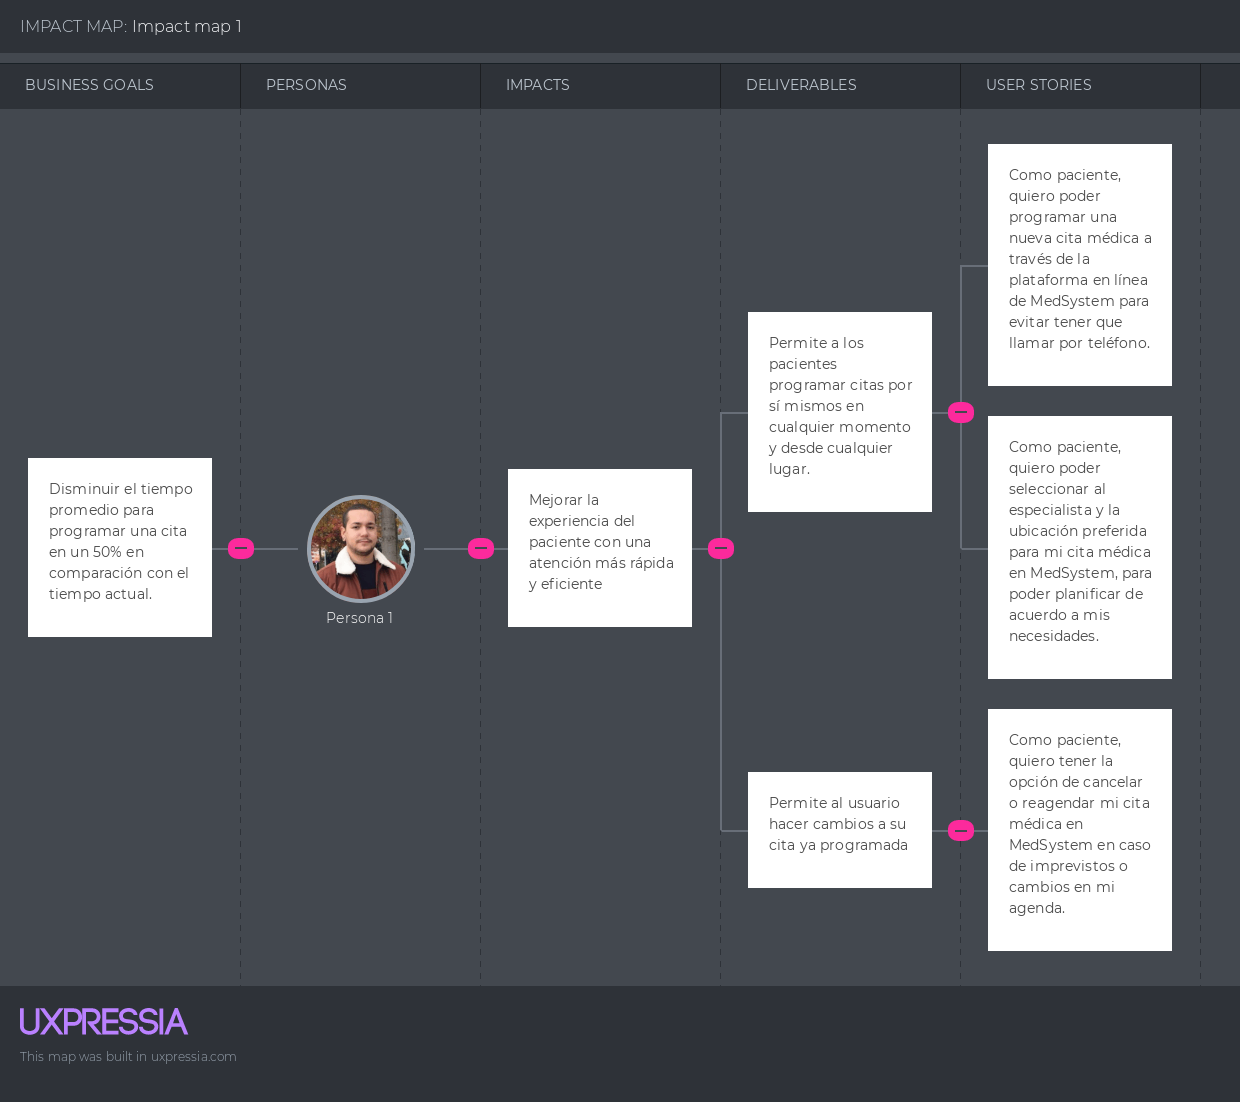 IMPACT MAP: Impact map 1
BUSINESS GOALS
PERSONAS
IMPACTS
DELIVERABLES
USER STORIES
Disminuir el tiempo
promedio para
programar una cita
en un 50% en
comparación con el
tiempo actual.
Persona 1
Mejorar la
experiencia del
paciente con una
atención más rápida
y eficiente
Permite a los
pacientes
programar citas por
sí mismos en
cualquier momento
y desde cualquier
lugar.
Permite al usuario
hacer cambios a su
cita ya programada
Como paciente,
quiero poder
programar una
nueva cita médica a
través de la
plataforma en línea
de MedSystem para
evitar tener que
llamar por teléfono.
Como paciente,
quiero poder
seleccionar al
especialista y la
ubicación preferida
para mi cita médica
en MedSystem, para
poder planificar de
acuerdo a mis
necesidades.
Como paciente,
quiero tener la
opción de cancelar
o reagendar mi cita
médica en
MedSystem en caso
de imprevistos o
cambios en mi
agenda.
UXPRESSIA
This map was built in uxpressia.com